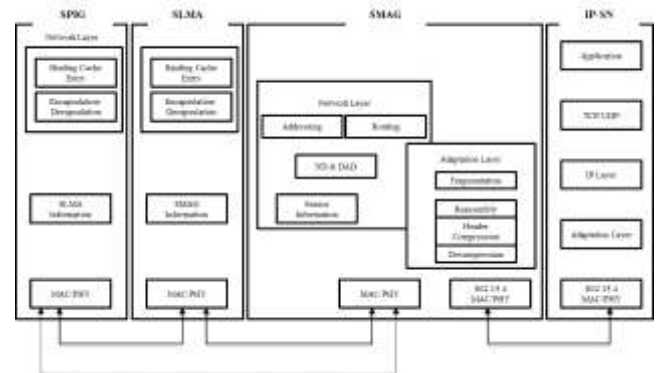 SPIG
SLMA
SMAG
IP-SN
Network Layer
Binding Cache
Entry
Encapsulation/
Decapsulation
SLMA
Information
MAC/PHY
Binding Cache
Entry
Encapsulation/
Decapsulation
SMAG
Information
MAC/PHY
Network Layer
Addressing
Routing
ND & DAD
Sensor
Information
Adaptation Layer
Fragmentation
Reassembly
Header
Compression
Decompression
MAC/PHY
802.15.4
MAC/PHY
Application
TCP/UDP
IP Layer
Adaptation Layer
802.15.4
MAC/PHY